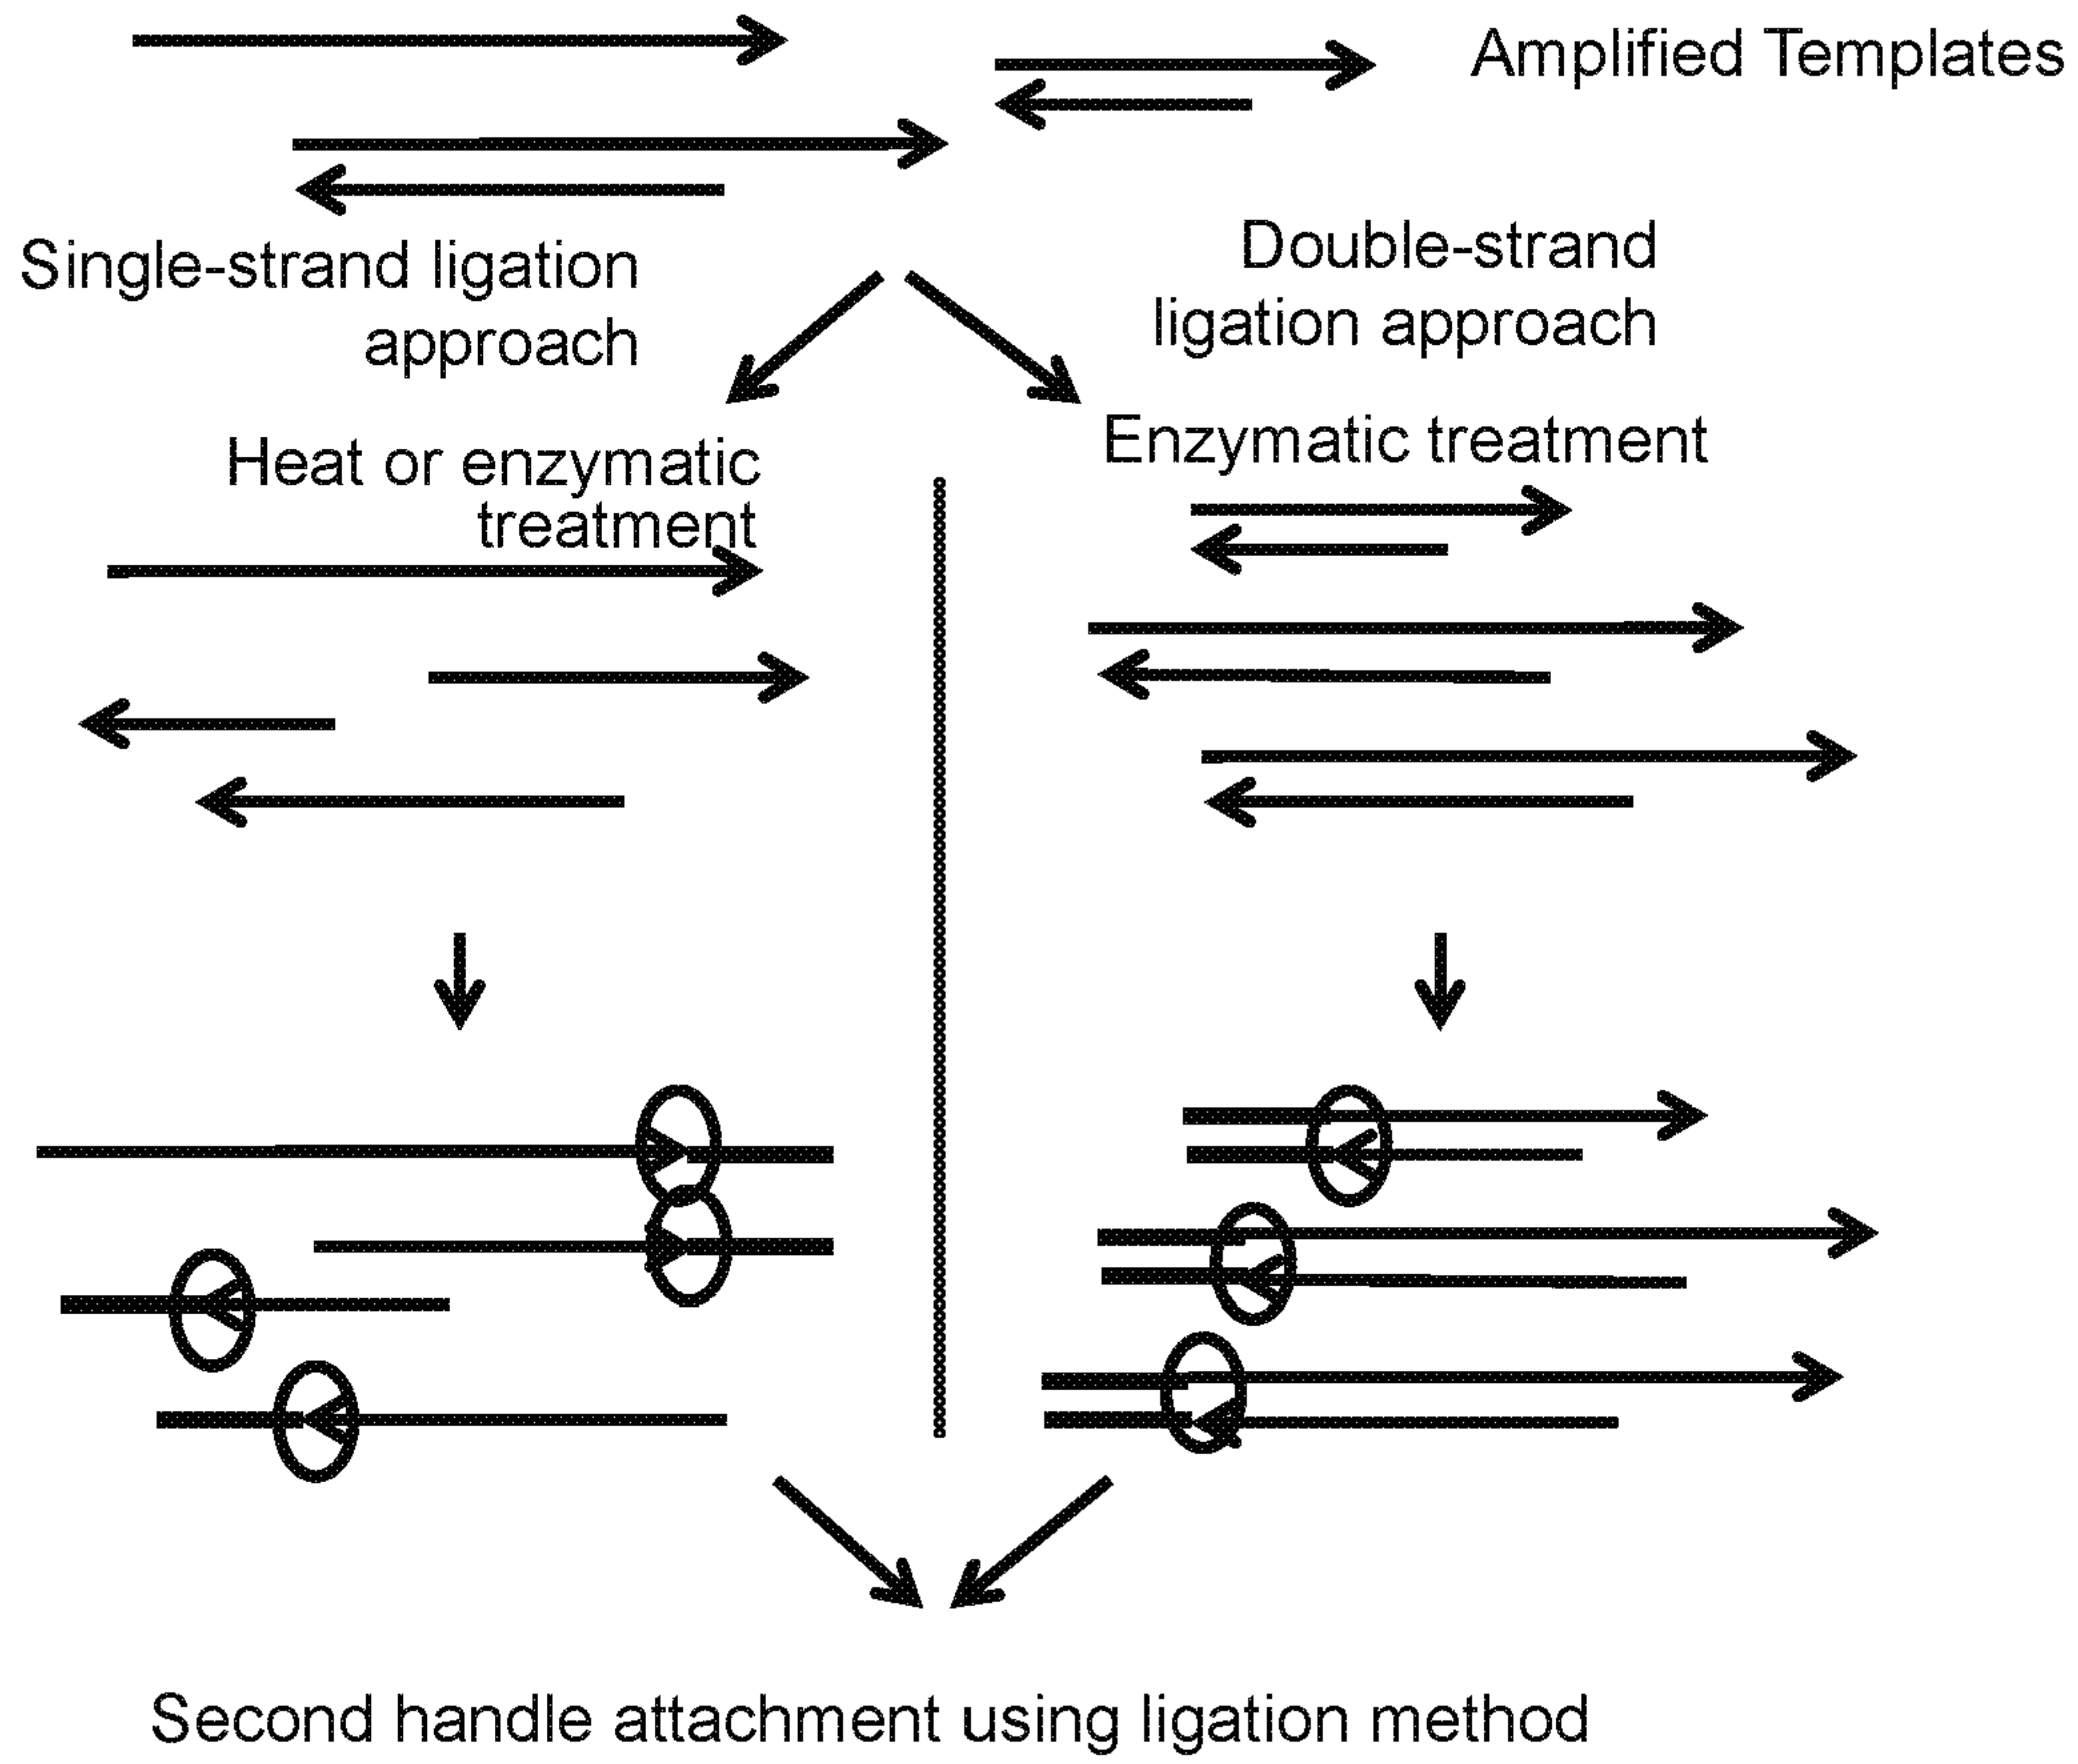 Amplified Templates
Single-strand ligation
approach
Double-strand
ligation approach
Heat or enzymatic
treatment
Enzymatic treatment
Second handle attachment using ligation method